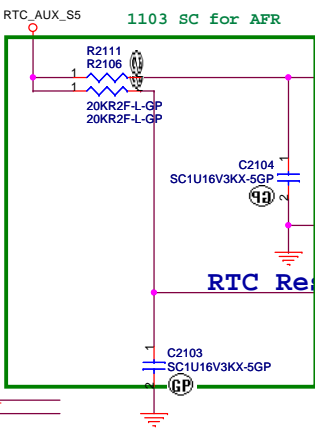 RTC_AUX_S5
1103 SC for AFR
R2111
R2106
1
2
1
2
20KR2F-L-GP
20KR2F-L-GP
C2104
1
SC1U16V3KX-5GP
GP
2
RTC Res
C2103
1
SC1U16V3KX-5GP
2
GP